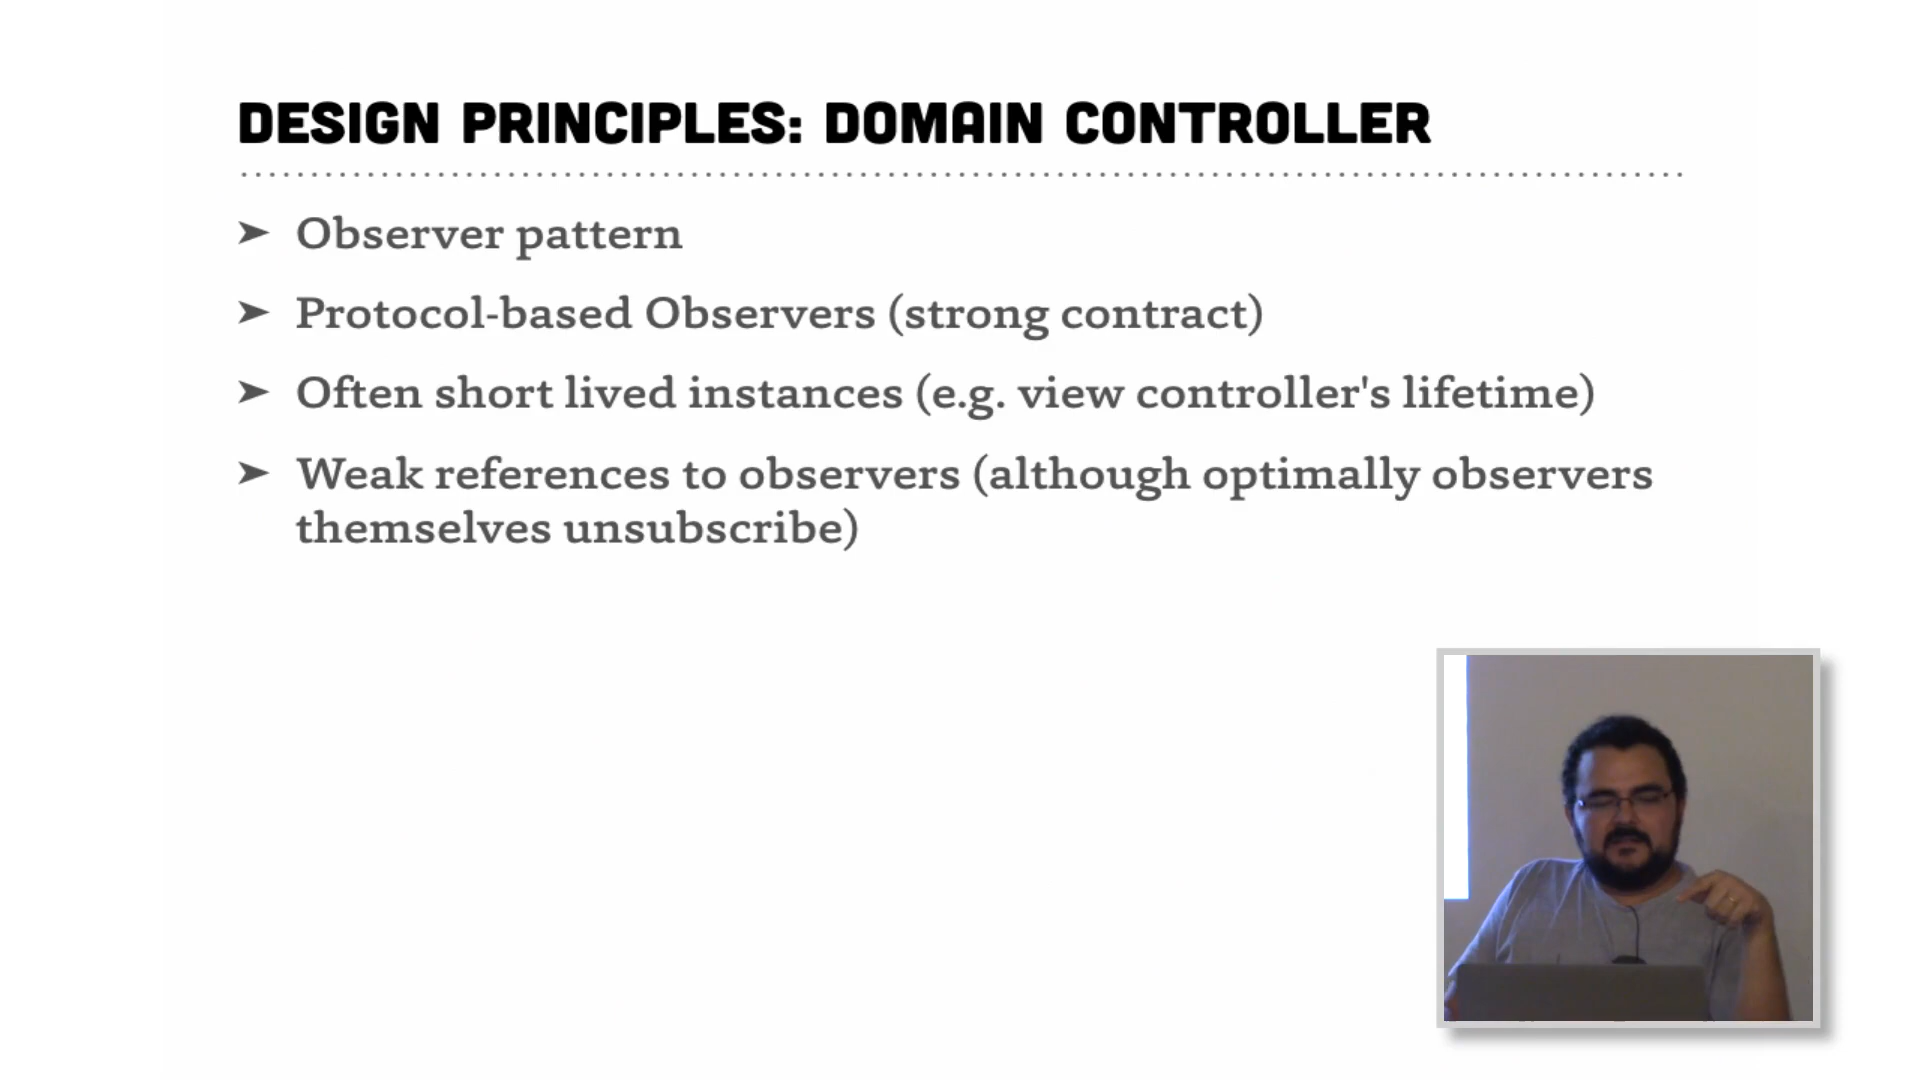 DESIGN PRINCIPLES: DOMAIN CONTROLLER
➤ Observer pattern
➤ Protocol-based Observers (strong contract)
➤ Often short lived instances (e.g. view controller's lifetime)
➤ Weak references to observers (although optimally observers
themselves unsubscribe)